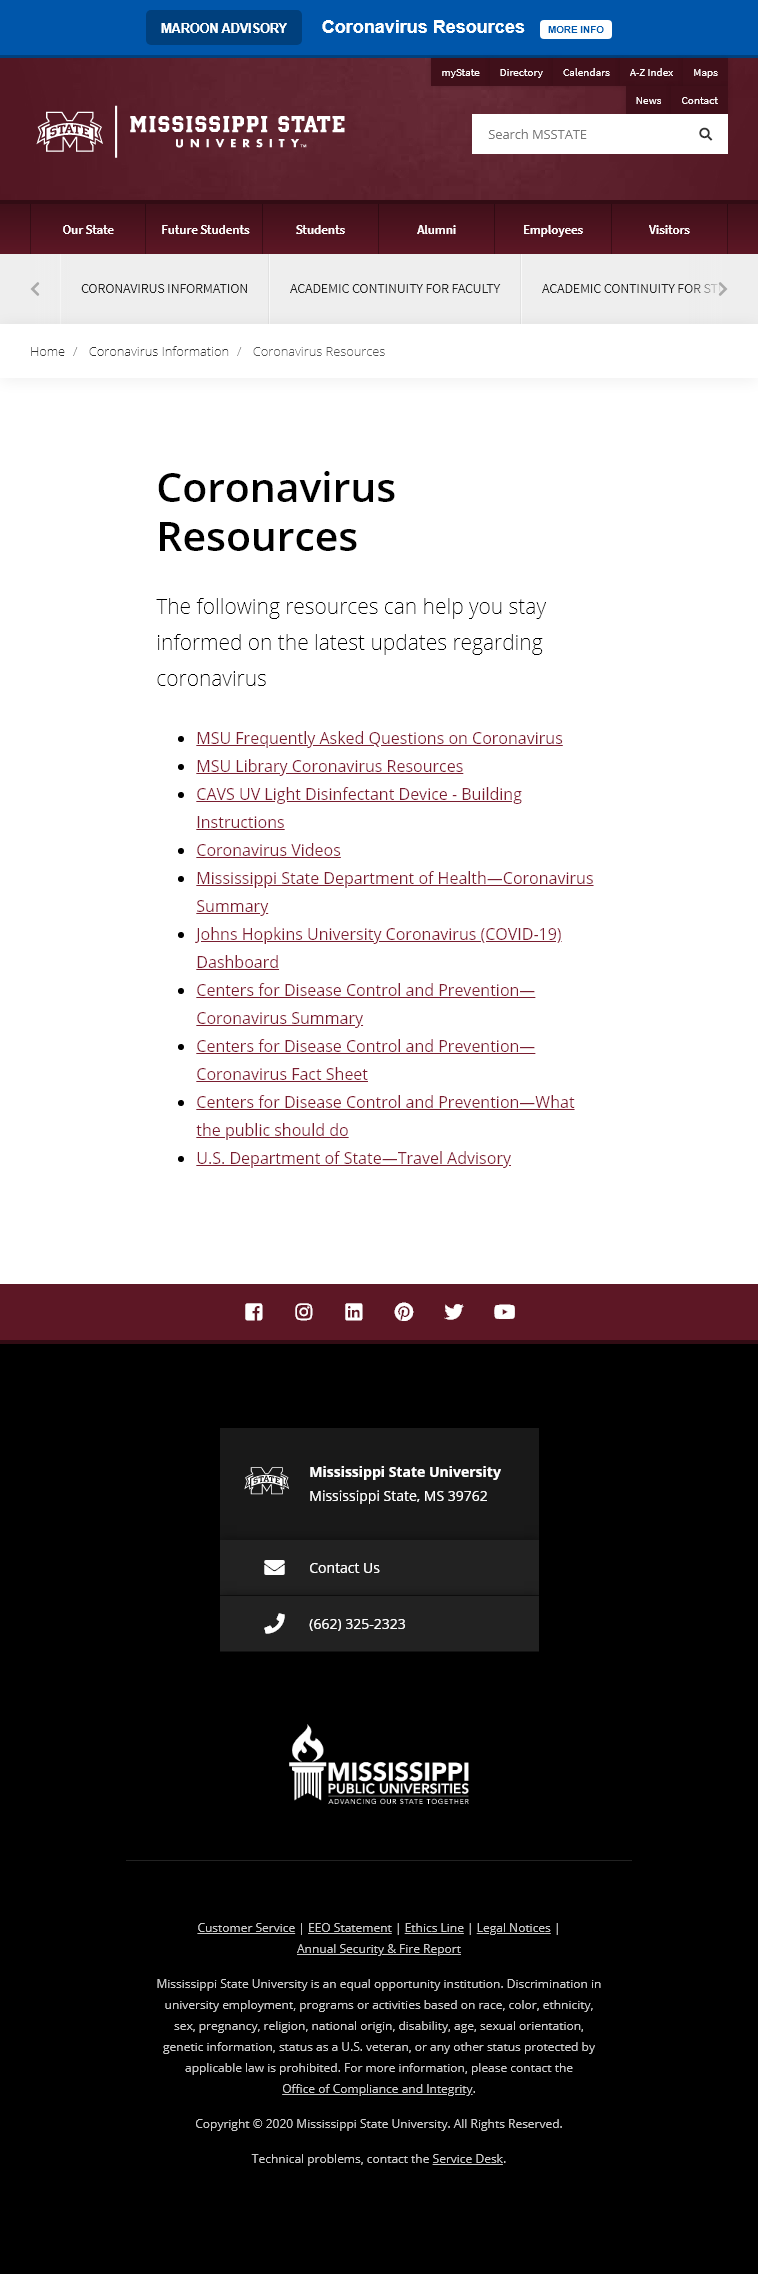 MAROON ADVISORY Coronavirus Resources MORE INFO
myState Directory Calendars A-Z Index Maps
News Contact
STATE
MISSISSIPPI STATE
UNIVERSITY™
Search MSSTATE
Our State Future Students Students Alumni Employees Visitors
CORONAVIRUS INFORMATION ACADEMIC CONTINUITY FOR FACULTY ACADEMIC CONTINUITY FOR ST
Home / Coronavirus Information / Coronavirus Resources
Coronavirus
Resources
The following resources can help you stay
informed on the latest updates regarding
coronavirus
MSU Frequently Asked Questions on Coronavirus
MSU Library Coronavirus Resources
CAVS UV Light Disinfectant Device - Building
Instructions
Coronavirus Videos
Mississippi State Department of Health—Coronavirus
Summary
Johns Hopkins University Coronavirus (COVID-19)
Dashboard
Centers for Disease Control and Prevention—
Coronavirus Summary
Centers for Disease Control and Prevention—
Coronavirus Fact Sheet
Centers for Disease Control and Prevention—What
the public should do
U.S. Department of State—Travel Advisory
STATE
Mississippi State University
Mississippi State, MS 39762
Contact Us
(662) 325-2323
MISSISSIPPI
PUBLIC UNIVERSITIES
ADVANCING OUR STATE TOGETHER
Customer Service | EEO Statement | Ethics Line | Legal Notices |
Annual Security & Fire Report
Mississippi State University is an equal opportunity institution. Discrimination in
university employment, programs or activities based on race, color, ethnicity,
sex, pregnancy, religion, national origin, disability, age, sexual orientation,
genetic information, status as a U.S. veteran, or any other status protected by
applicable law is prohibited. For more information, please contact the
Office of Compliance and Integrity.
Copyright © 2020 Mississippi State University. All Rights Reserved.
Technical problems, contact the Service Desk.